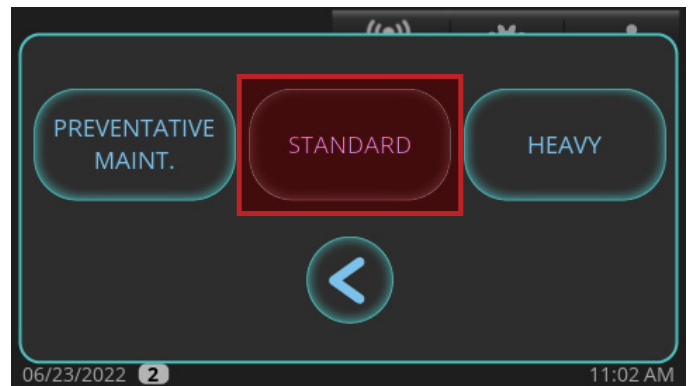 PREVENTATIVE
MAINT.
STANDARD
HEAVY
06/23/2022 2
11:02 AM